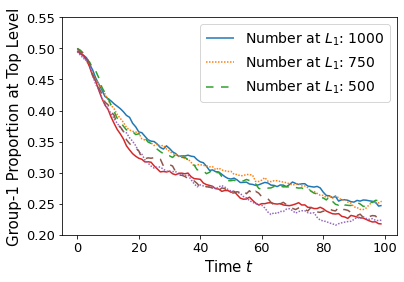 Group-1 Proportion at Top Level
0.55
0.50
0.45
0.40
0.35
0.30
0.25
0.20
Number at L₁: 1000
Number at L₁: 750
Number at L₁: 500
0 20 40 60 80 100
Time t